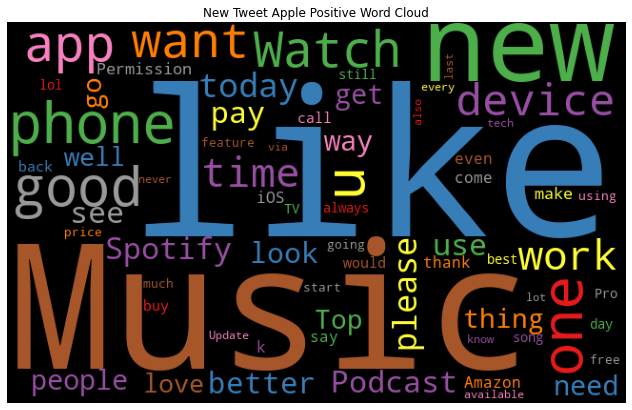 New Tweet Apple Positive Word Cloud
app
want
Watch
new
Permission
lol
go
today
still
get
last
every
device
phone
pay
call
also
tech
like
back
well
feature
via
way
even
good
never
time
u
come
see
iOS
TV
always
make
using
price
Spotify
look
going
would
please
use
thank
best
work
Music
much
start
one
lot
Pro
buy
Top
thing
day
Update
k
say
know
song
free
people
love
better
Podcast
Amazon
available
need